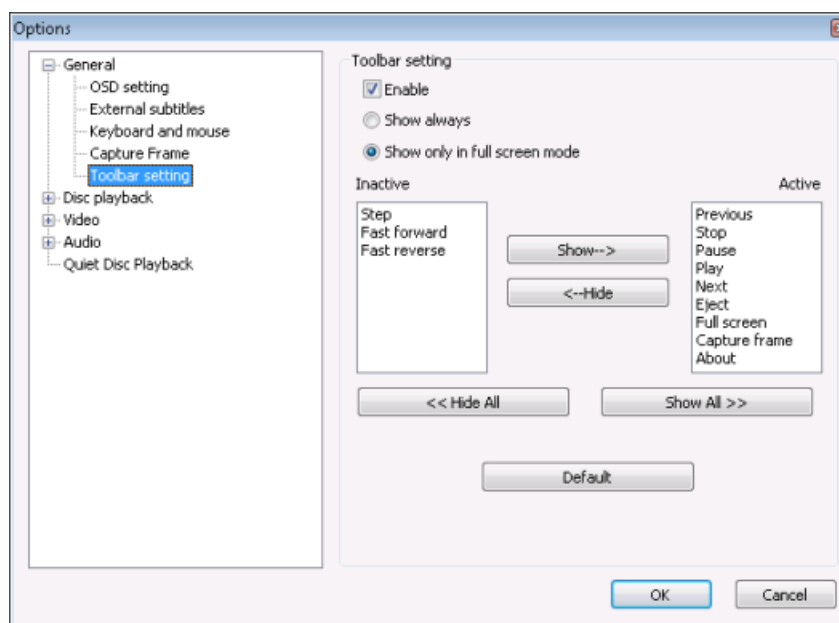 Options
General
OSD setting
External subtitles
Keyboard and mouse
Capture Frame
Toolbar setting
Disc playback
Video
Audio
Quiet Disc Playback
Toolbar setting
Enable
Show always
Show only in full screen mode
Inactive
Active
Step
Fast forward
Fast reverse
Show-->
<--Hide
Previous
Stop
Pause
Play
Next
Eject
Full screen
Capture frame
About
<< Hide All
Show All >>
Default
OK
Cancel